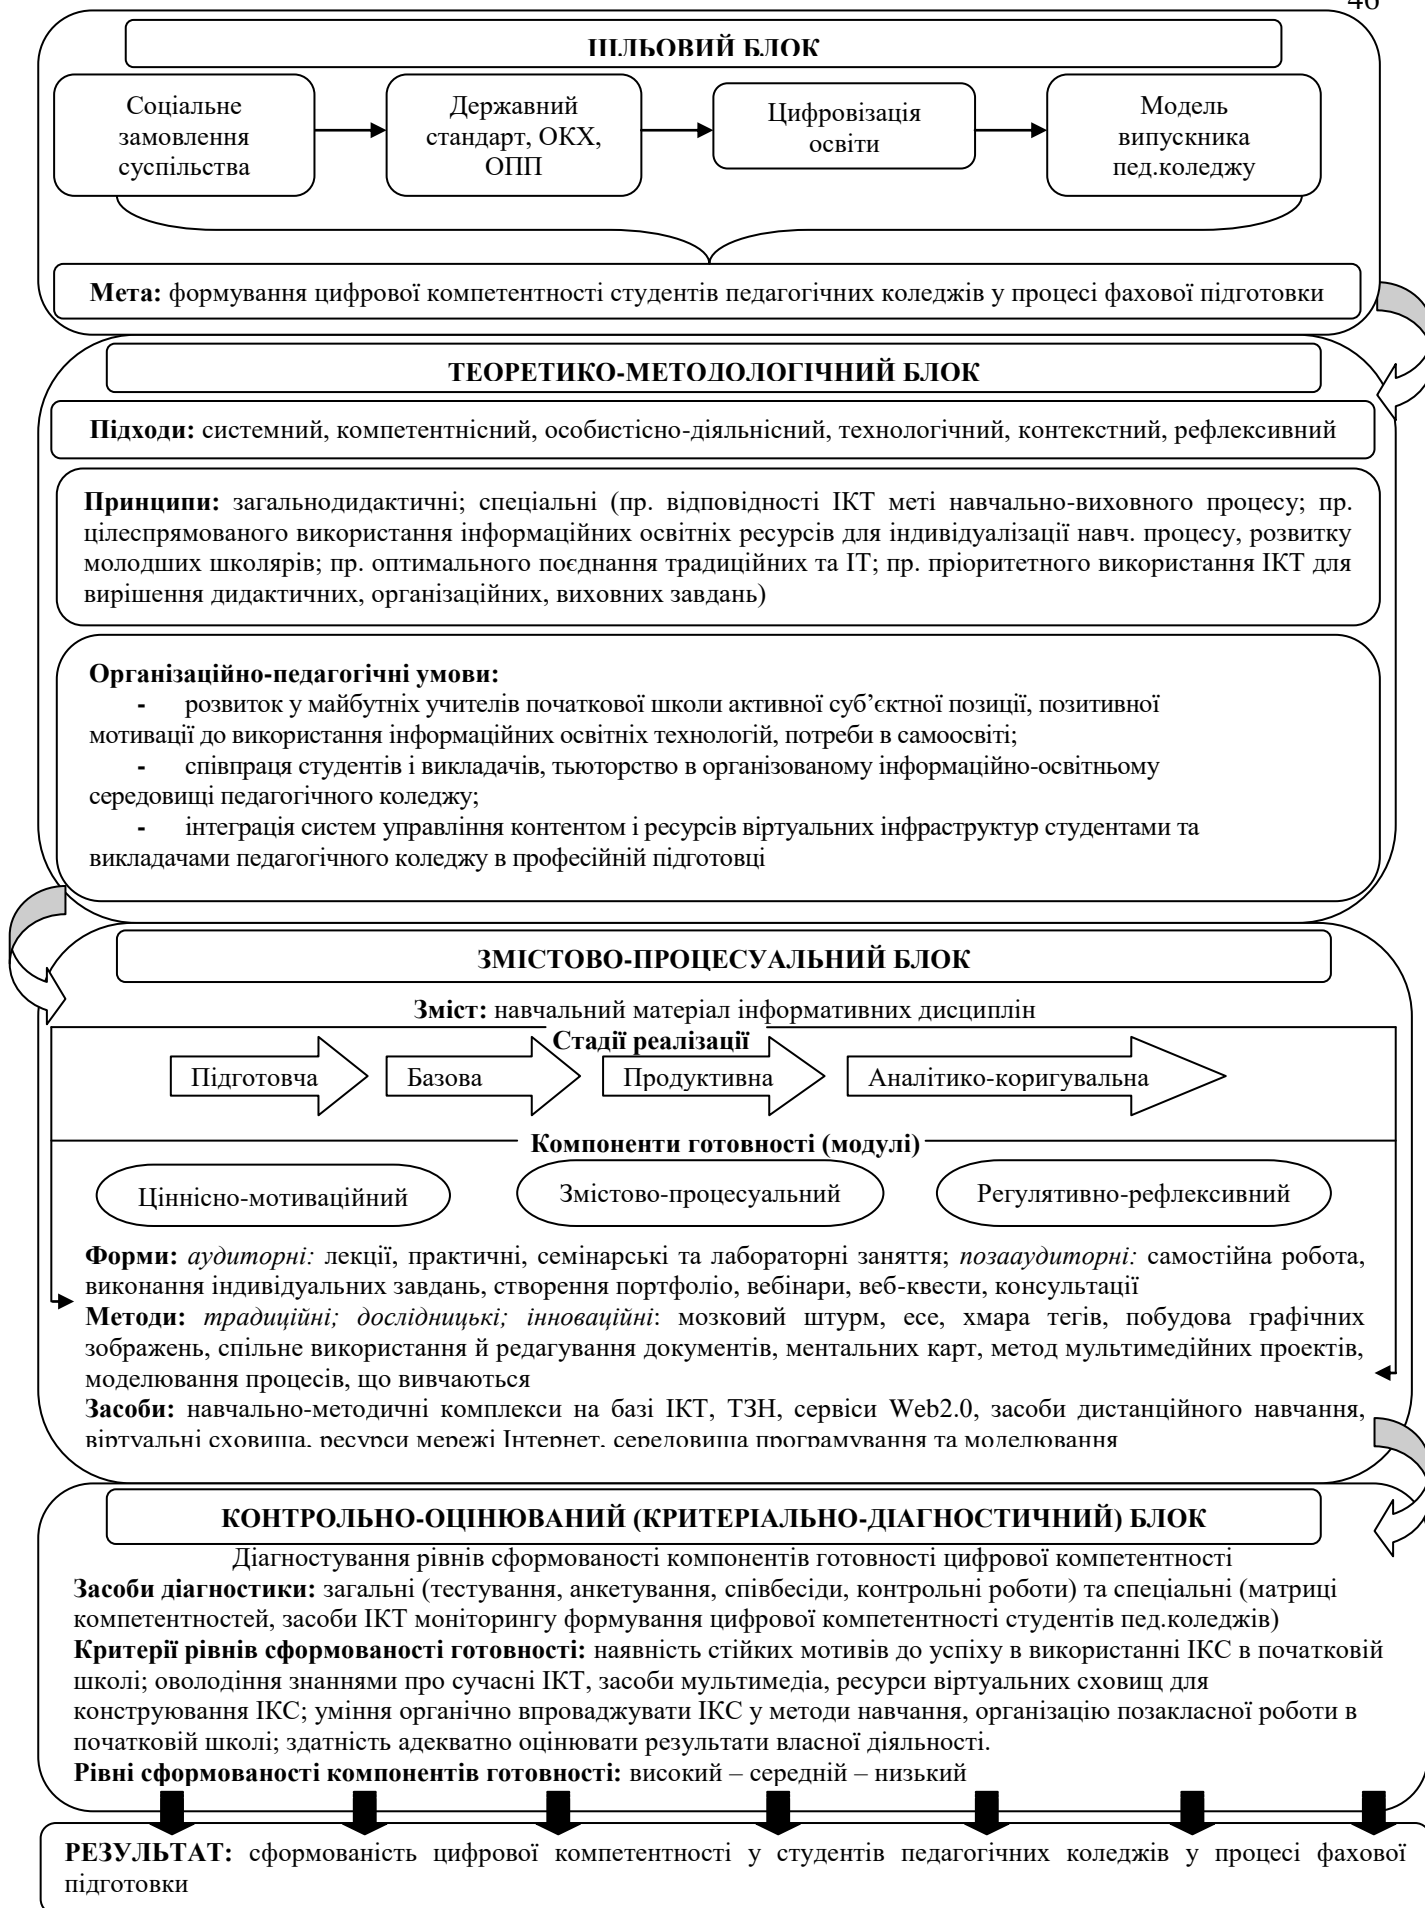 46
ЦІЛЬОВИЙ БЛОК
Соціальне
замовлення
суспільства
Державний
стандарт, ОКХ,
ОПП
Цифровізація
освіти
Модель
випускника
пед.коледжу
Мета: формування цифрової компетентності студентів педагогічних коледжів у процесі фахової підготовки
ТЕОРЕТИКО-МЕТОДОЛОГІЧНИЙ БЛОК
Підходи: системний, компетентнісний, особистісно-діяльнісний, технологічний, контекстний, рефлексивний
Принципи: загальнодидактичні; спеціальні (пр. відповідності ІКТ меті навчально-виховного процесу; пр.
цілеспрямованого використання інформаційних освітніх ресурсів для індивідуалізації навч. процесу, розвитку
молодших школярів; пр. оптимального поєднання традиційних та ІТ; пр. пріоритетного використання ІКТ для
вирішення дидактичних, організаційних, виховних завдань)
Організаційно-педагогічні умови:
- розвиток у майбутніх учителів початкової школи активної суб’єктної позиції, позитивної
мотивації до використання інформаційних освітніх технологій, потреби в самоосвіті;
- співпраця студентів і викладачів, тьюторство в організованому інформаційно-освітньому
середовищі педагогічного коледжу;
- інтеграція систем управління контентом і ресурсів віртуальних інфраструктур студентами та
викладачами педагогічного коледжу в професійній підготовці
ЗМІСТОВО-ПРОЦЕСУАЛЬНИЙ БЛОК
Зміст: навчальний матеріал інформативних дисциплін
Стадії реалізації
Підготовча
Базова
Продуктивна
Аналітико-коригувальна
Компоненти готовності (модулі)
Ціннісно-мотиваційний
Змістово-процесуальний
Регулятивно-рефлексивний
Форми: аудиторні: лекції, практичні, семінарські та лабораторні заняття; позааудиторні: самостійна робота,
виконання індивідуальних завдань, створення портфоліо, вебінари, веб-квести, консультації
Методи: традиційні; дослідницькі; інноваційні: мозковий штурм, есе, хмара тегів, побудова графічних
зображень, спільне використання й редагування документів, ментальних карт, метод мультимедійних проектів,
моделювання процесів, що вивчаються
Засоби: навчально-методичні комплекси на базі ІКТ, ТЗН, сервіси Web2.0, засоби дистанційного навчання,
віртуальні сховища, ресурси мережі Інтернет, середовища програмування та моделювання
КОНТРОЛЬНО-ОЦІНЮВАНИЙ (КРИТЕРІАЛЬНО-ДІАГНОСТИЧНИЙ) БЛОК
Діагностування рівнів сформованості компонентів готовності цифрової компетентності
Засоби діагностики: загальні (тестування, анкетування, співбесіди, контрольні роботи) та спеціальні (матриці
компетентностей, засоби ІКТ моніторингу формування цифрової компетентності студентів пед.коледжів)
Критерії рівнів сформованості готовності: наявність стійких мотивів до успіху в використанні ІКС в початковій
школі; оволодіння знаннями про сучасні ІКТ, засоби мультимедіа, ресурси віртуальних сховищ для
конструювання ІКС; уміння органічно впроваджувати ІКС у методи навчання, організацію позакласної роботи в
початковій школі; здатність адекватно оцінювати результати власної діяльності.
Рівні сформованості компонентів готовності: високий – середній – низький
РЕЗУЛЬТАТ: сформованість цифрової компетентності у студентів педагогічних коледжів у процесі фахової
підготовки